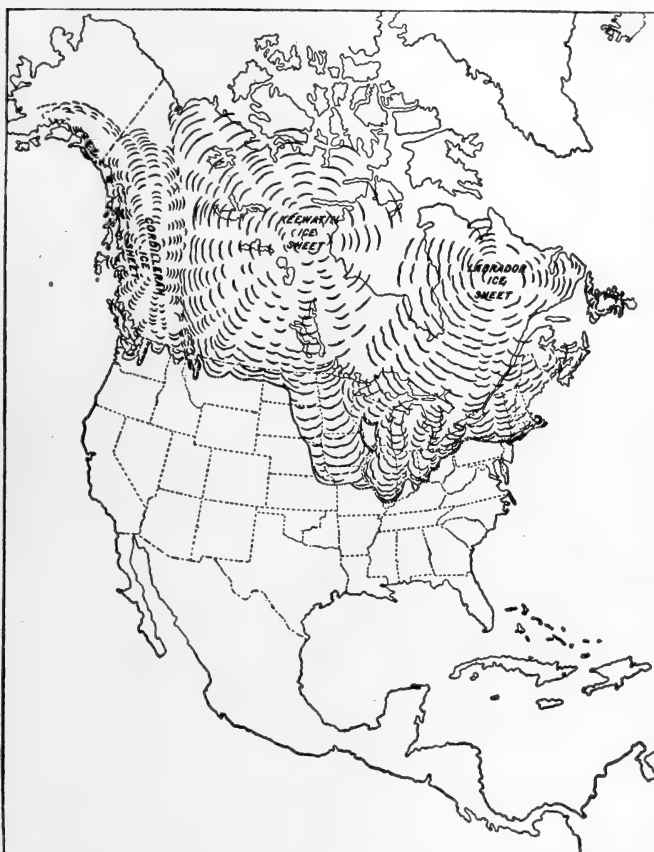 KEEWATIN
ICE
SHEET
LABRADOR
ICE
SHEET
CORDILLERAN
ICE
SHEET